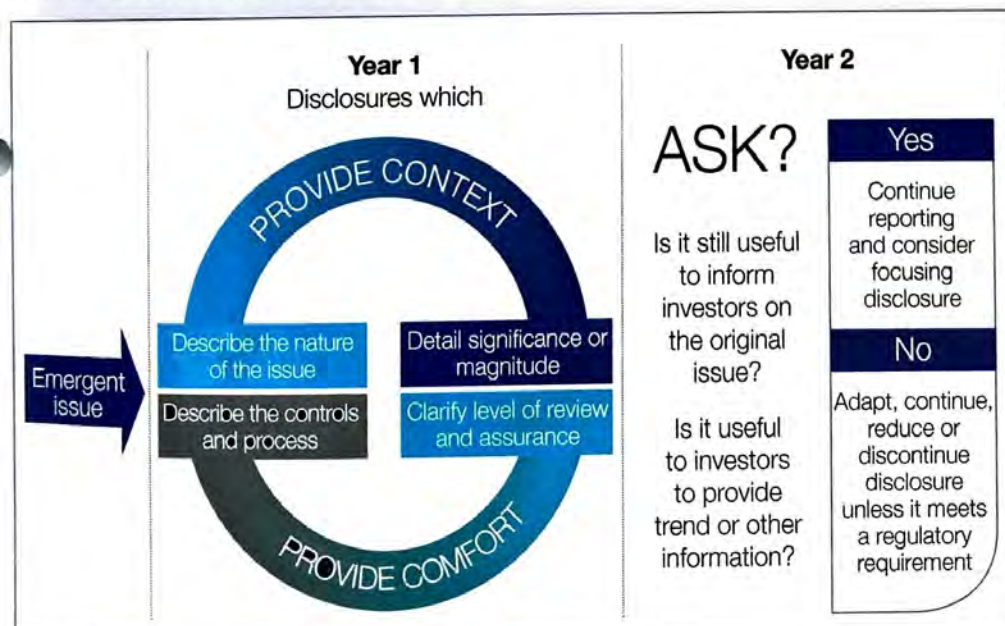 Emergent
issue
Year 1
Disclosures which
PROVIDE CONTEXT
Describe the nature
of the issue
Detail significance or
magnitude
Describe the controls
and process
Clarify level of review
and assurance
PROVIDE COMFORT
Year 2
ASK?
Is it still useful
to inform
investors on
the original
issue?
Is it useful
to investors
to provide
trend or other
information?
Yes
Continue
reporting
and consider
focusing
disclosure
No
Adapt, continue,
reduce or
discontinue
disclosure
unless it meets
a regulatory
requirement